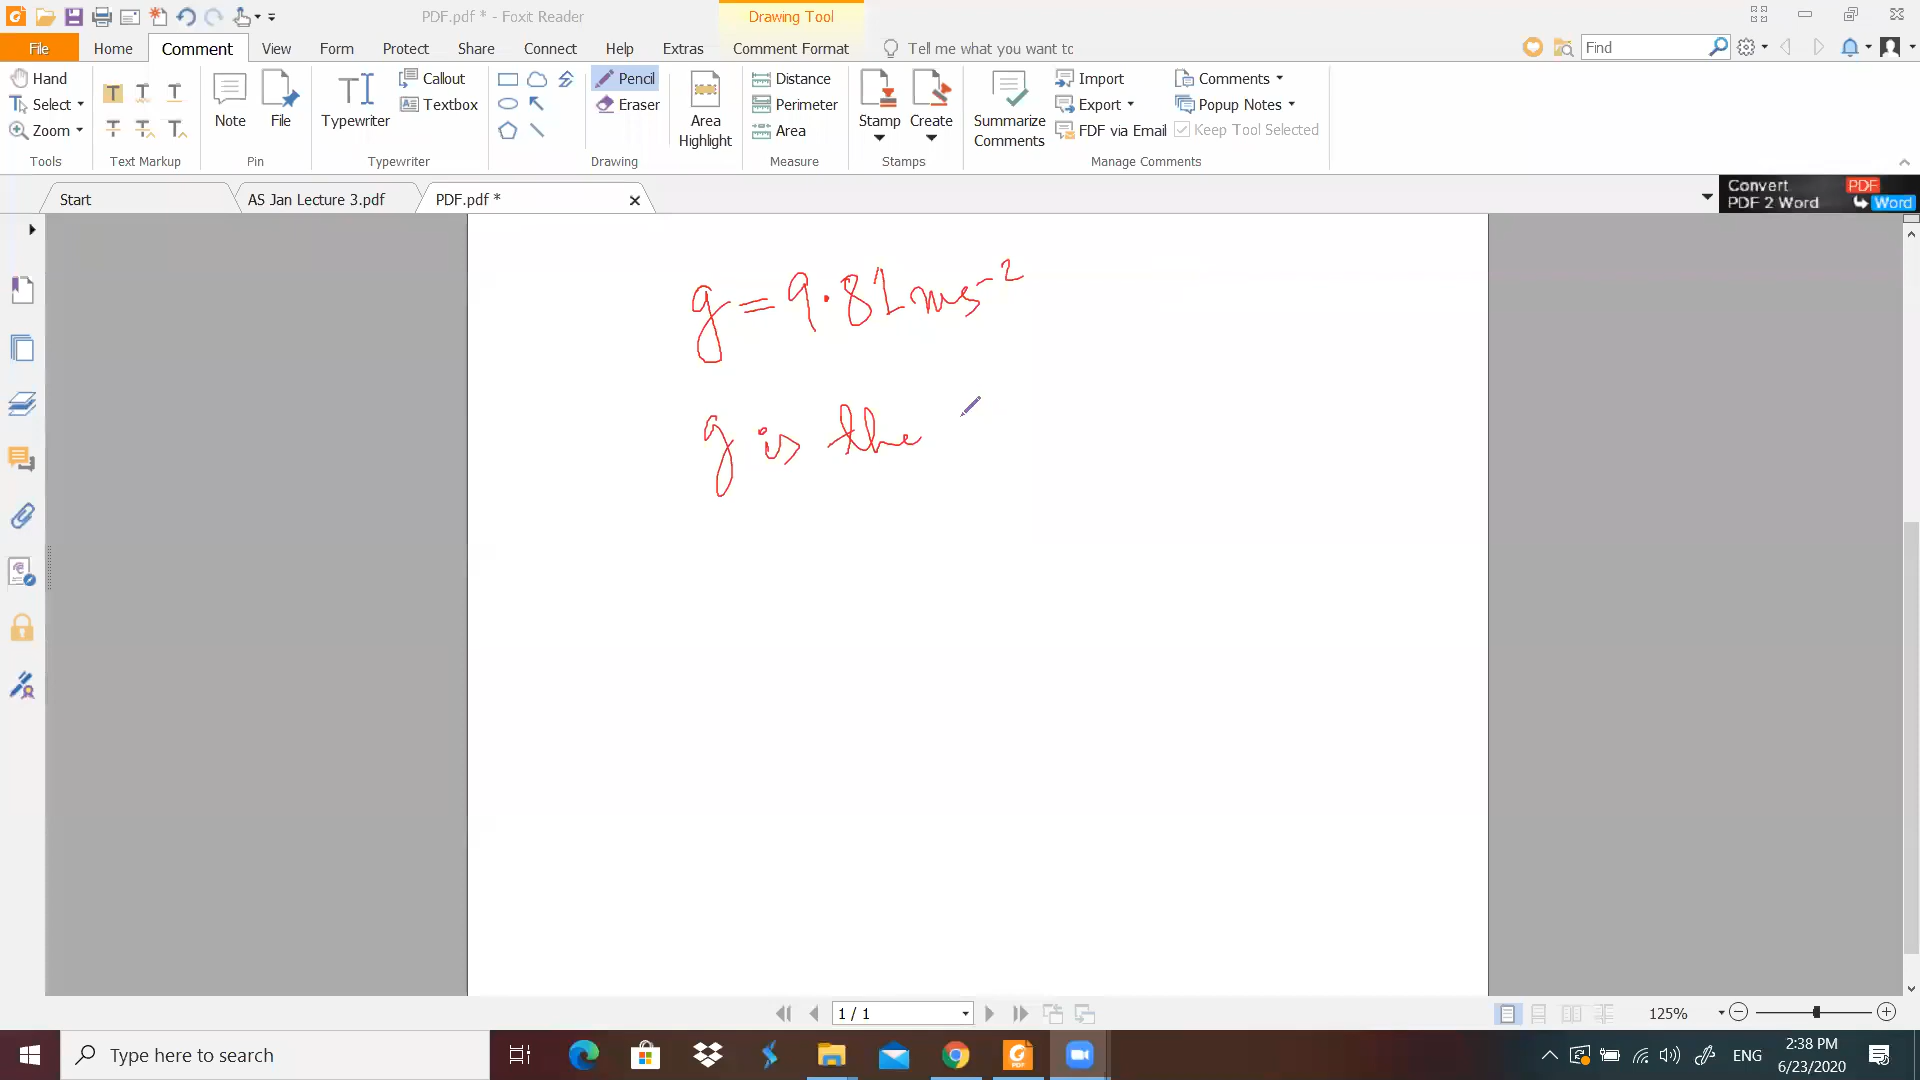 PDF.pdf * - Foxit Reader
Drawing Tool
File Home Comment View Form Protect Share Connect Help Extras Comment Format Tell me what you want to Find
Hand
Select
Zoom
Tools
Text Markup
Note
File
Pin
Typewriter
Callout
Textbox
Typewriter
Pencil
Eraser
Drawing
Area
Highlight
Distance
Perimeter
Area
Measure
Stamp
Create
Stamps
Summarize
Comments
Import
Export
FDF via Email
Comments
Popup Notes
Keep Tool Selected
Manage Comments
Start AS Jan Lecture 3.pdf PDF.pdf *
Convert PDF
PDF 2 Word Word
g = 9.81 ms⁻²
g is the
1 / 1
125%
Type here to search
ENG
2:38 PM
6/23/2020